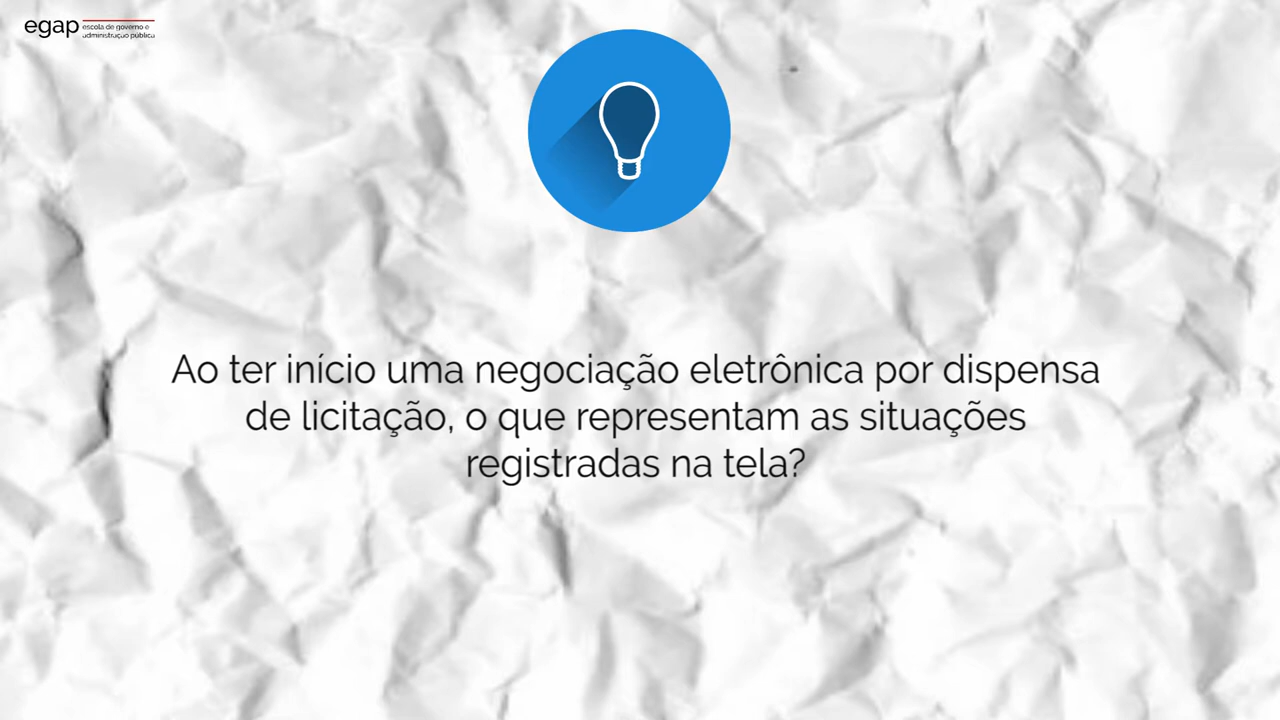 egap
escola de governo e
administração pública
Ao ter início uma negociação eletrônica por dispensa
de licitação, o que representam as situações
registradas na tela?